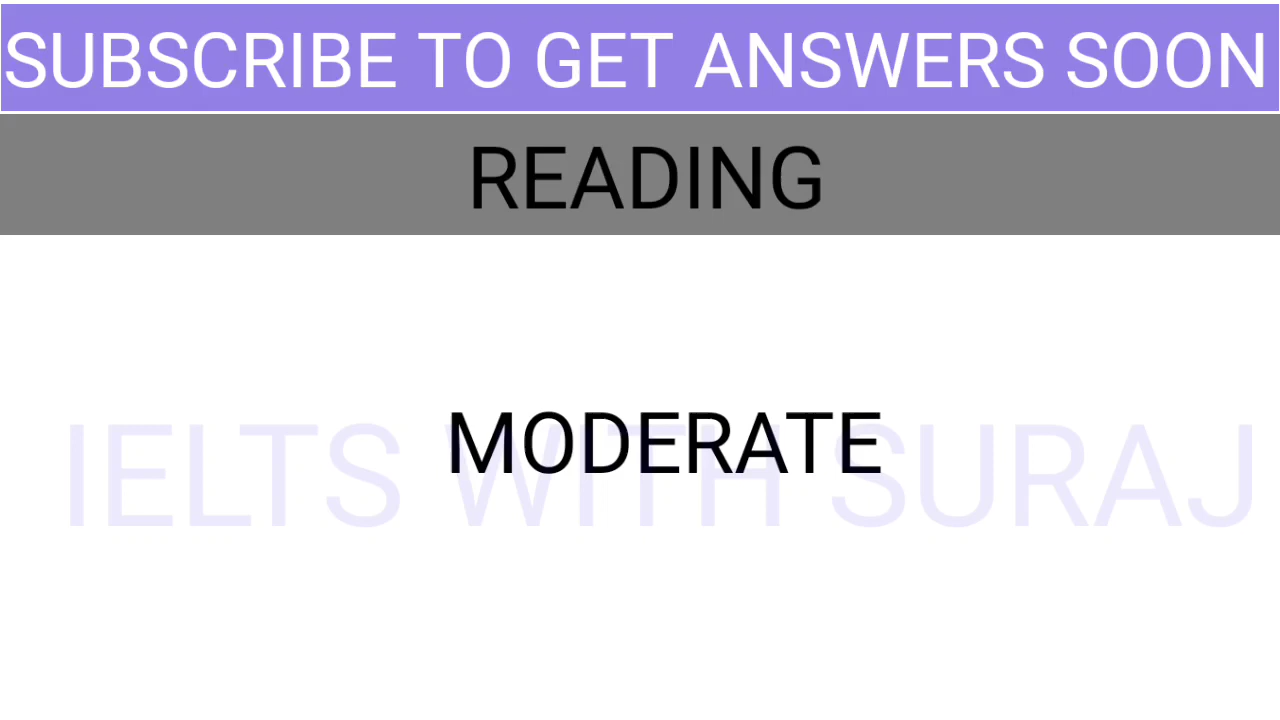 SUBSCRIBE TO GET ANSWERS SOON
READING
MODERATE
IELTS WITH SURAJ